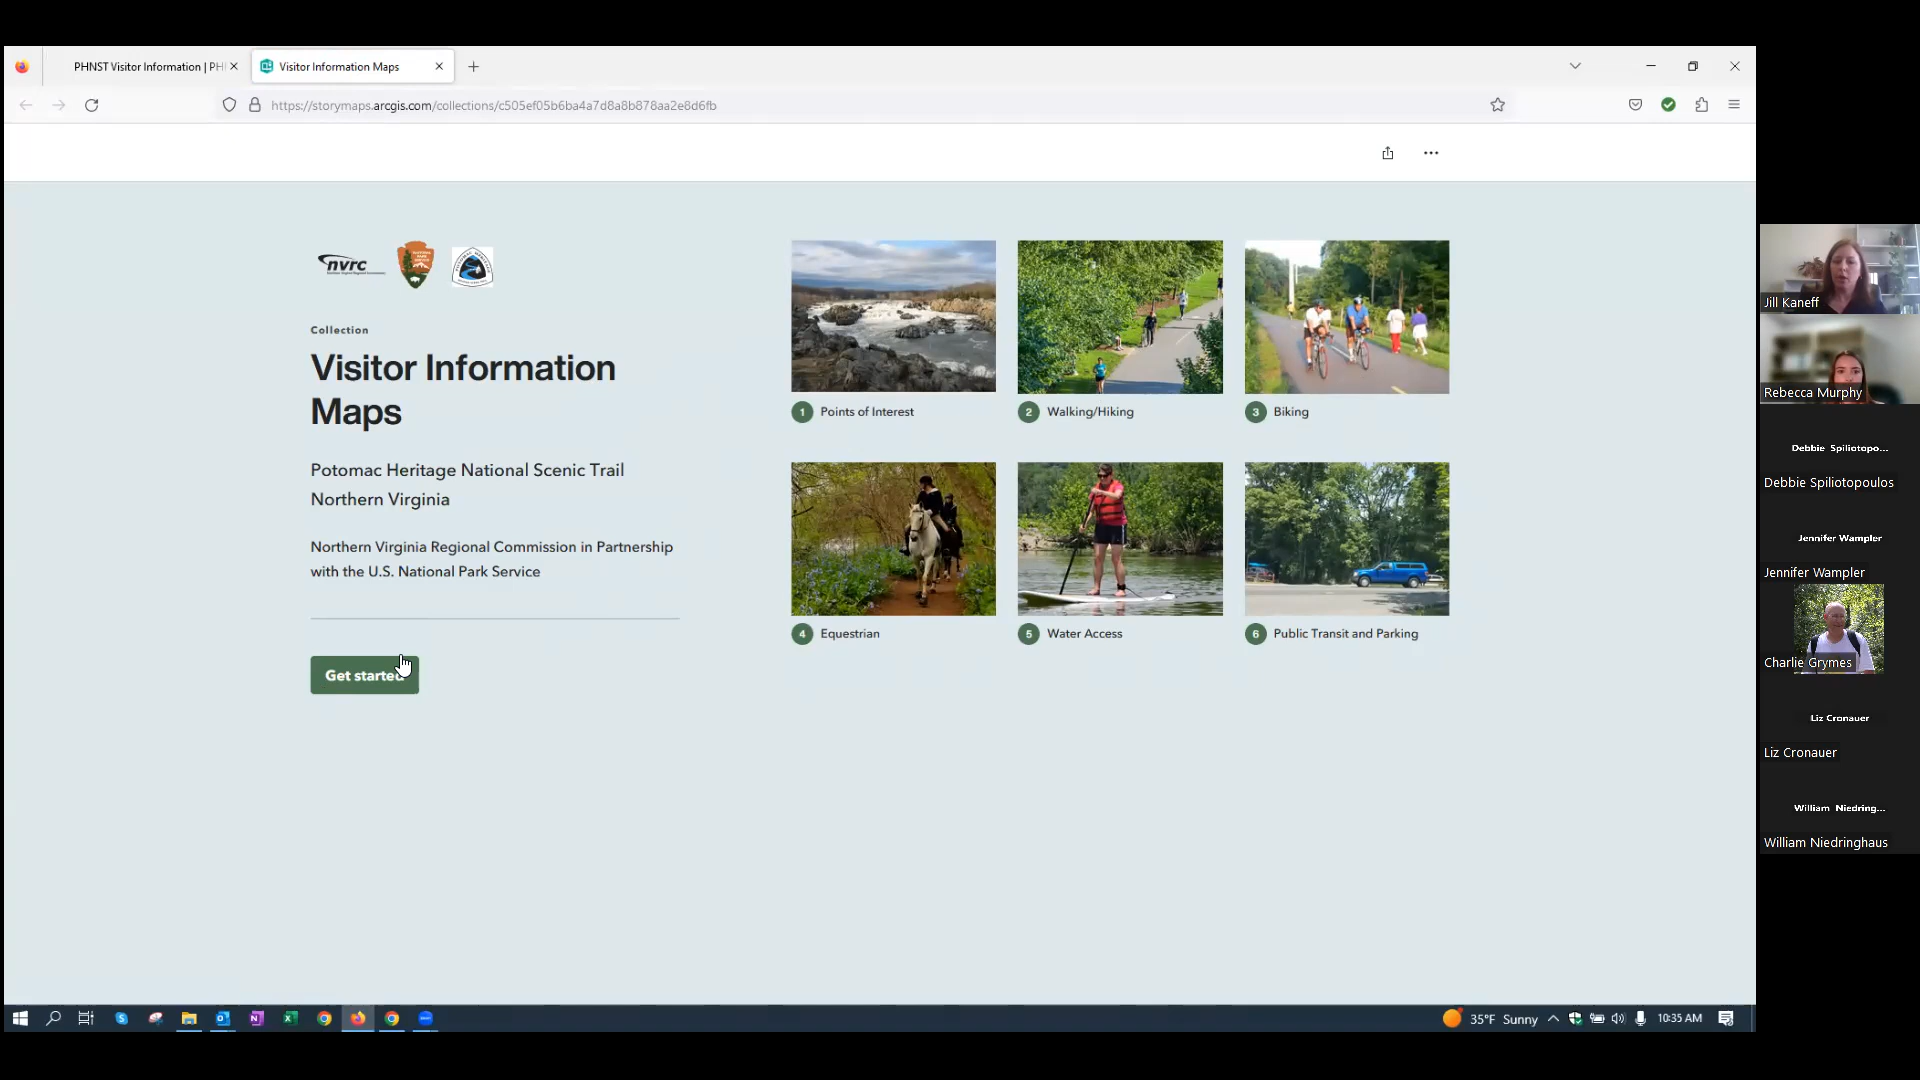 PHNST Visitor Information | PH
Visitor Information Maps
https://storymaps.arcgis.com/collections/c505ef05b6ba4a7d8a8b878aa2e8d6fb
nvrc
Collection
Visitor Information
Maps
Potomac Heritage National Scenic Trail
Northern Virginia
Northern Virginia Regional Commission in Partnership
with the U.S. National Park Service
Get started
1 Points of Interest
2 Walking/Hiking
3 Biking
4 Equestrian
5 Water Access
6 Public Transit and Parking
Jill Kaneff
Rebecca Murphy
Debbie Spiliotopo...
Debbie Spiliotopoulos
Jennifer Wampler
Jennifer Wampler
Charlie Grymes
Liz Cronauer
Liz Cronauer
William Niedring...
William Niedringhaus
35°F Sunny
10:35 AM